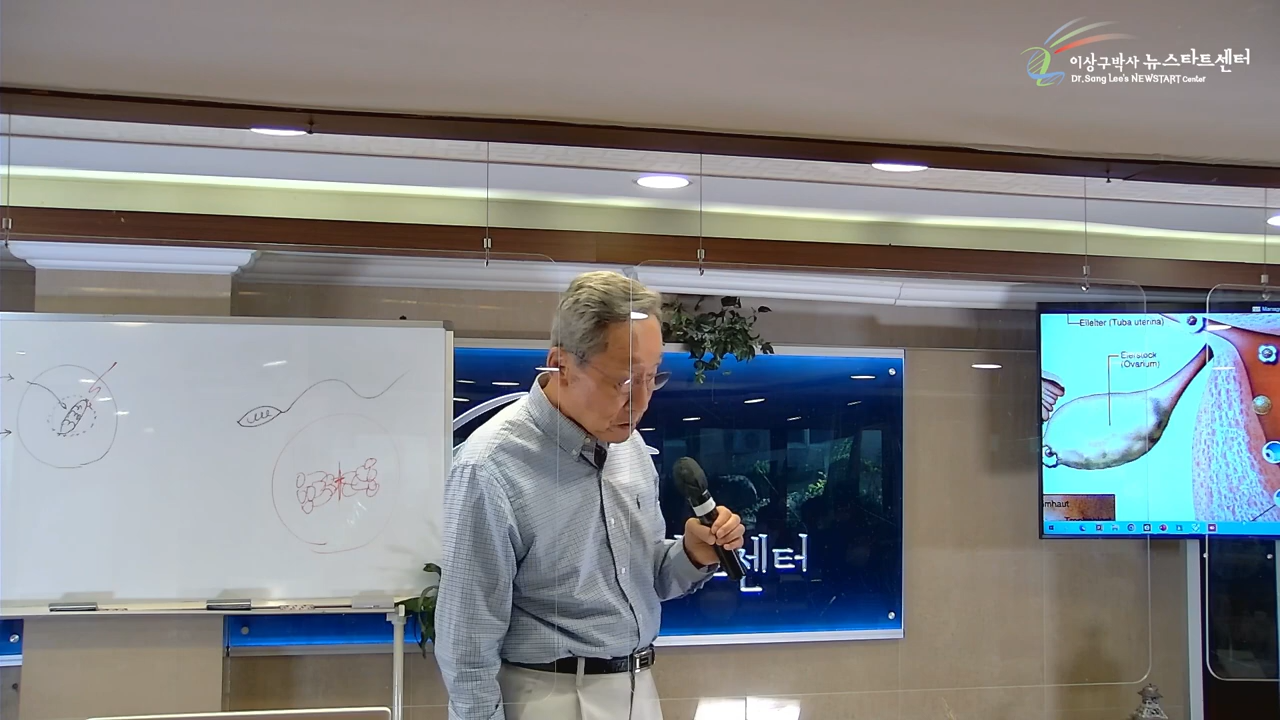 이상구박사 뉴스타트센터
Dr. Sang Lee's NEWSTART Center
Eileiter (Tuba uterina)
Eierstock
(Ovarium)
센터